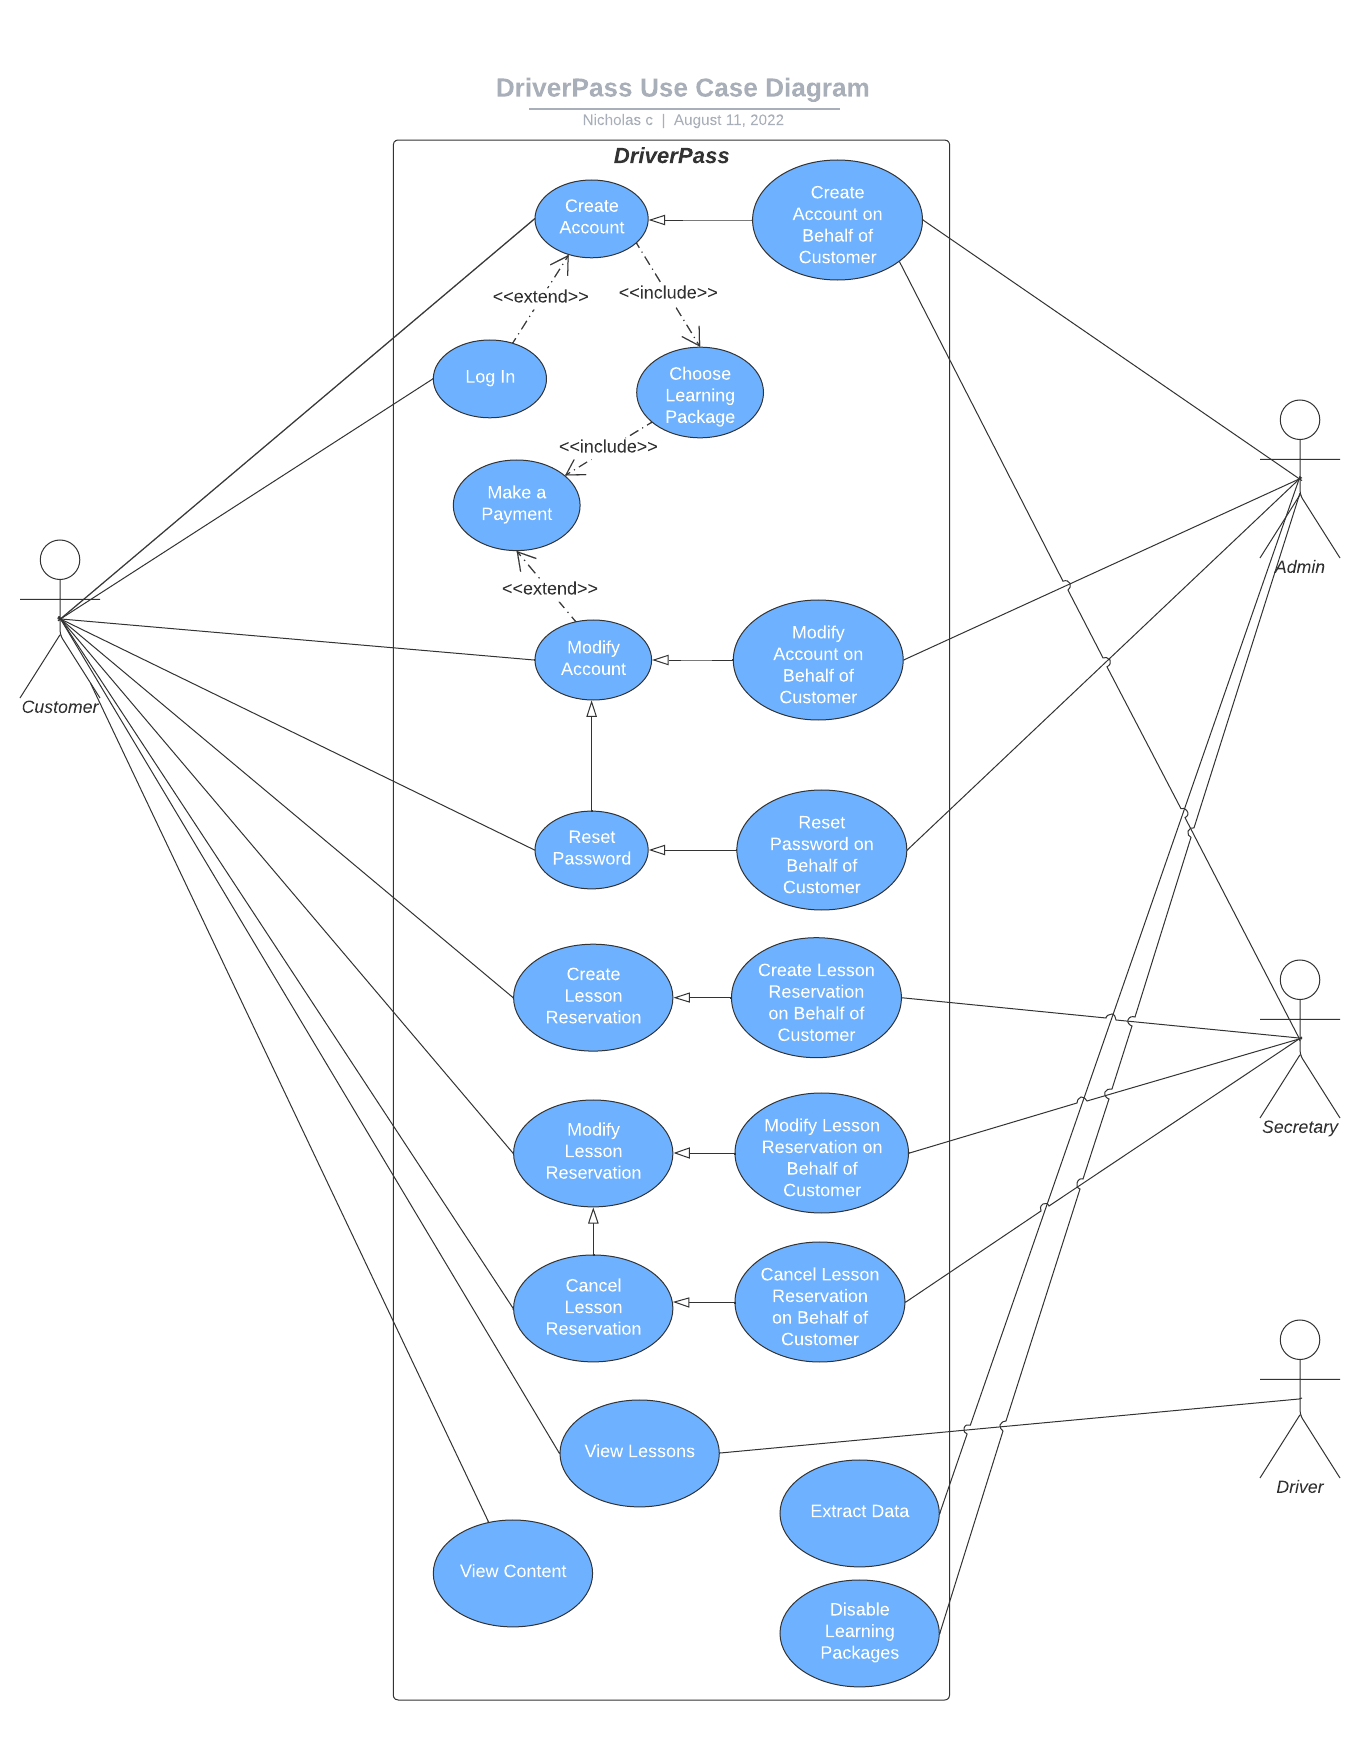 DriverPass Use Case Diagram
Nicholas c | August 11, 2022
DriverPass
Create
Account
Create
Account on
Behalf of
Customer
<<extend>>
<<include>>
Log In
Choose
Learning
Package
<<include>>
Make a
Payment
<<extend>>
Modify
Account
Modify
Account on
Behalf of
Customer
Reset
Password
Reset
Password on
Behalf of
Customer
Create
Lesson
Reservation
Create Lesson
Reservation
on Behalf of
Customer
Modify
Lesson
Reservation
Modify Lesson
Reservation on
Behalf of
Customer
Cancel
Lesson
Reservation
Cancel Lesson
Reservation
on Behalf of
Customer
View Lessons
Extract Data
View Content
Disable
Learning
Packages
Customer
Admin
Secretary
Driver